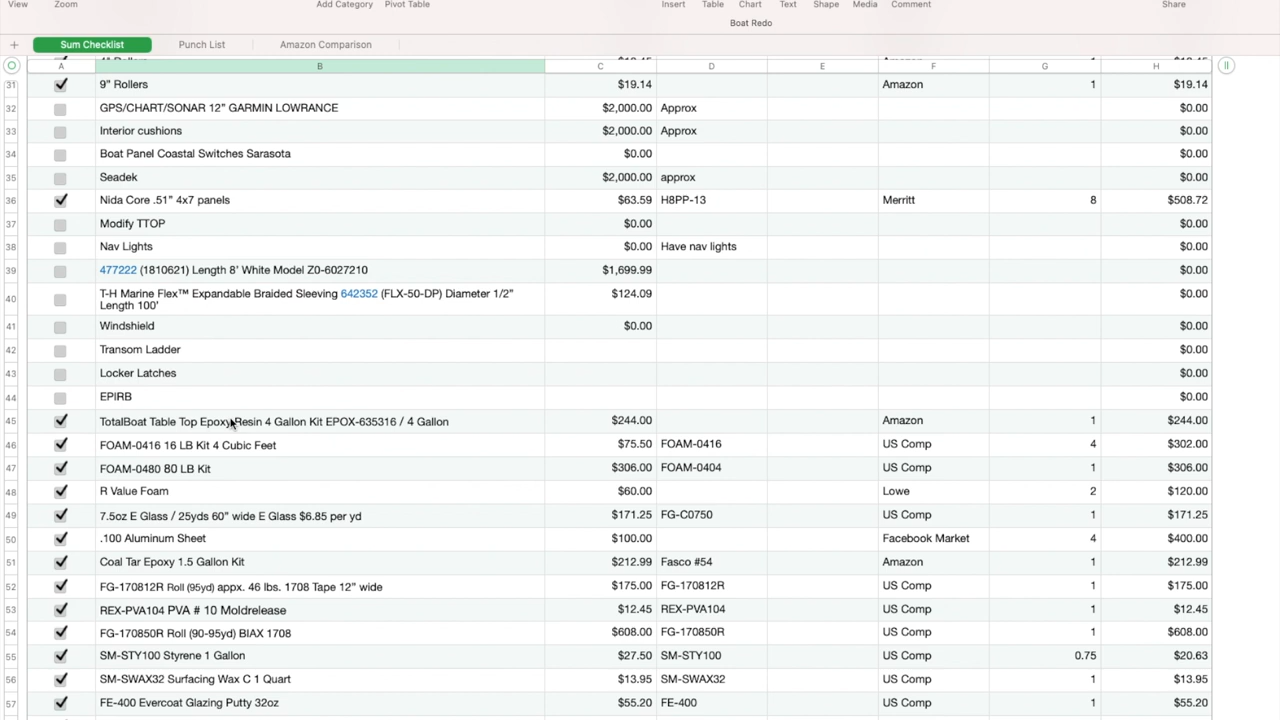 View Zoom Add Category Pivot Table Insert Table Chart Text Shape Media Comment Share
Boat Redo
+ Sum Checklist Punch List Amazon Comparison
A B C D E F G H
31 9” Rollers $19.14 Amazon 1 $19.14
32 GPS/CHART/SONAR 12” GARMIN LOWRANCE $2,000.00 Approx $0.00
33 Interior cushions $2,000.00 Approx $0.00
34 Boat Panel Coastal Switches Sarasota $0.00 $0.00
35 Seadek $2,000.00 approx $0.00
36 Nida Core .51” 4x7 panels $63.59 H8PP-13 Merritt 8 $508.72
37 Modify TTOP $0.00 $0.00
38 Nav Lights $0.00 Have nav lights $0.00
39 477222 (1810621) Length 8’ White Model Z0-6027210 $1,699.99 $0.00
40 T-H Marine Flex™ Expandable Braided Sleeving 642352 (FLX-50-DP) Diameter 1/2” $124.09 $0.00
Length 100’
41 Windshield $0.00 $0.00
42 Transom Ladder $0.00
43 Locker Latches $0.00
44 EPIRB $0.00
45 TotalBoat Table Top Epoxy Resin 4 Gallon Kit EPOX-635316 / 4 Gallon $244.00 Amazon 1 $244.00
46 FOAM-0416 16 LB Kit 4 Cubic Feet $75.50 FOAM-0416 US Comp 4 $302.00
47 FOAM-0480 80 LB Kit $306.00 FOAM-0404 US Comp 1 $306.00
48 R Value Foam $60.00 Lowe 2 $120.00
49 7.5oz E Glass / 25yds 60” wide E Glass $6.85 per yd $171.25 FG-C0750 US Comp 1 $171.25
50 .100 Aluminum Sheet $100.00 Facebook Market 4 $400.00
51 Coal Tar Epoxy 1.5 Gallon Kit $212.99 Fasco #54 Amazon 1 $212.99
52 FG-170812R Roll (95yd) appx. 46 lbs. 1708 Tape 12” wide $175.00 FG-170812R US Comp 1 $175.00
53 REX-PVA104 PVA # 10 Moldrelease $12.45 REX-PVA104 US Comp 1 $12.45
54 FG-170850R Roll (90-95yd) BIAX 1708 $608.00 FG-170850R US Comp 1 $608.00
55 SM-STY100 Styrene 1 Gallon $27.50 SM-STY100 US Comp 0.75 $20.63
56 SM-SWAX32 Surfacing Wax C 1 Quart $13.95 SM-SWAX32 US Comp 1 $13.95
57 FE-400 Evercoat Glazing Putty 32oz $55.20 FE-400 US Comp 1 $55.20